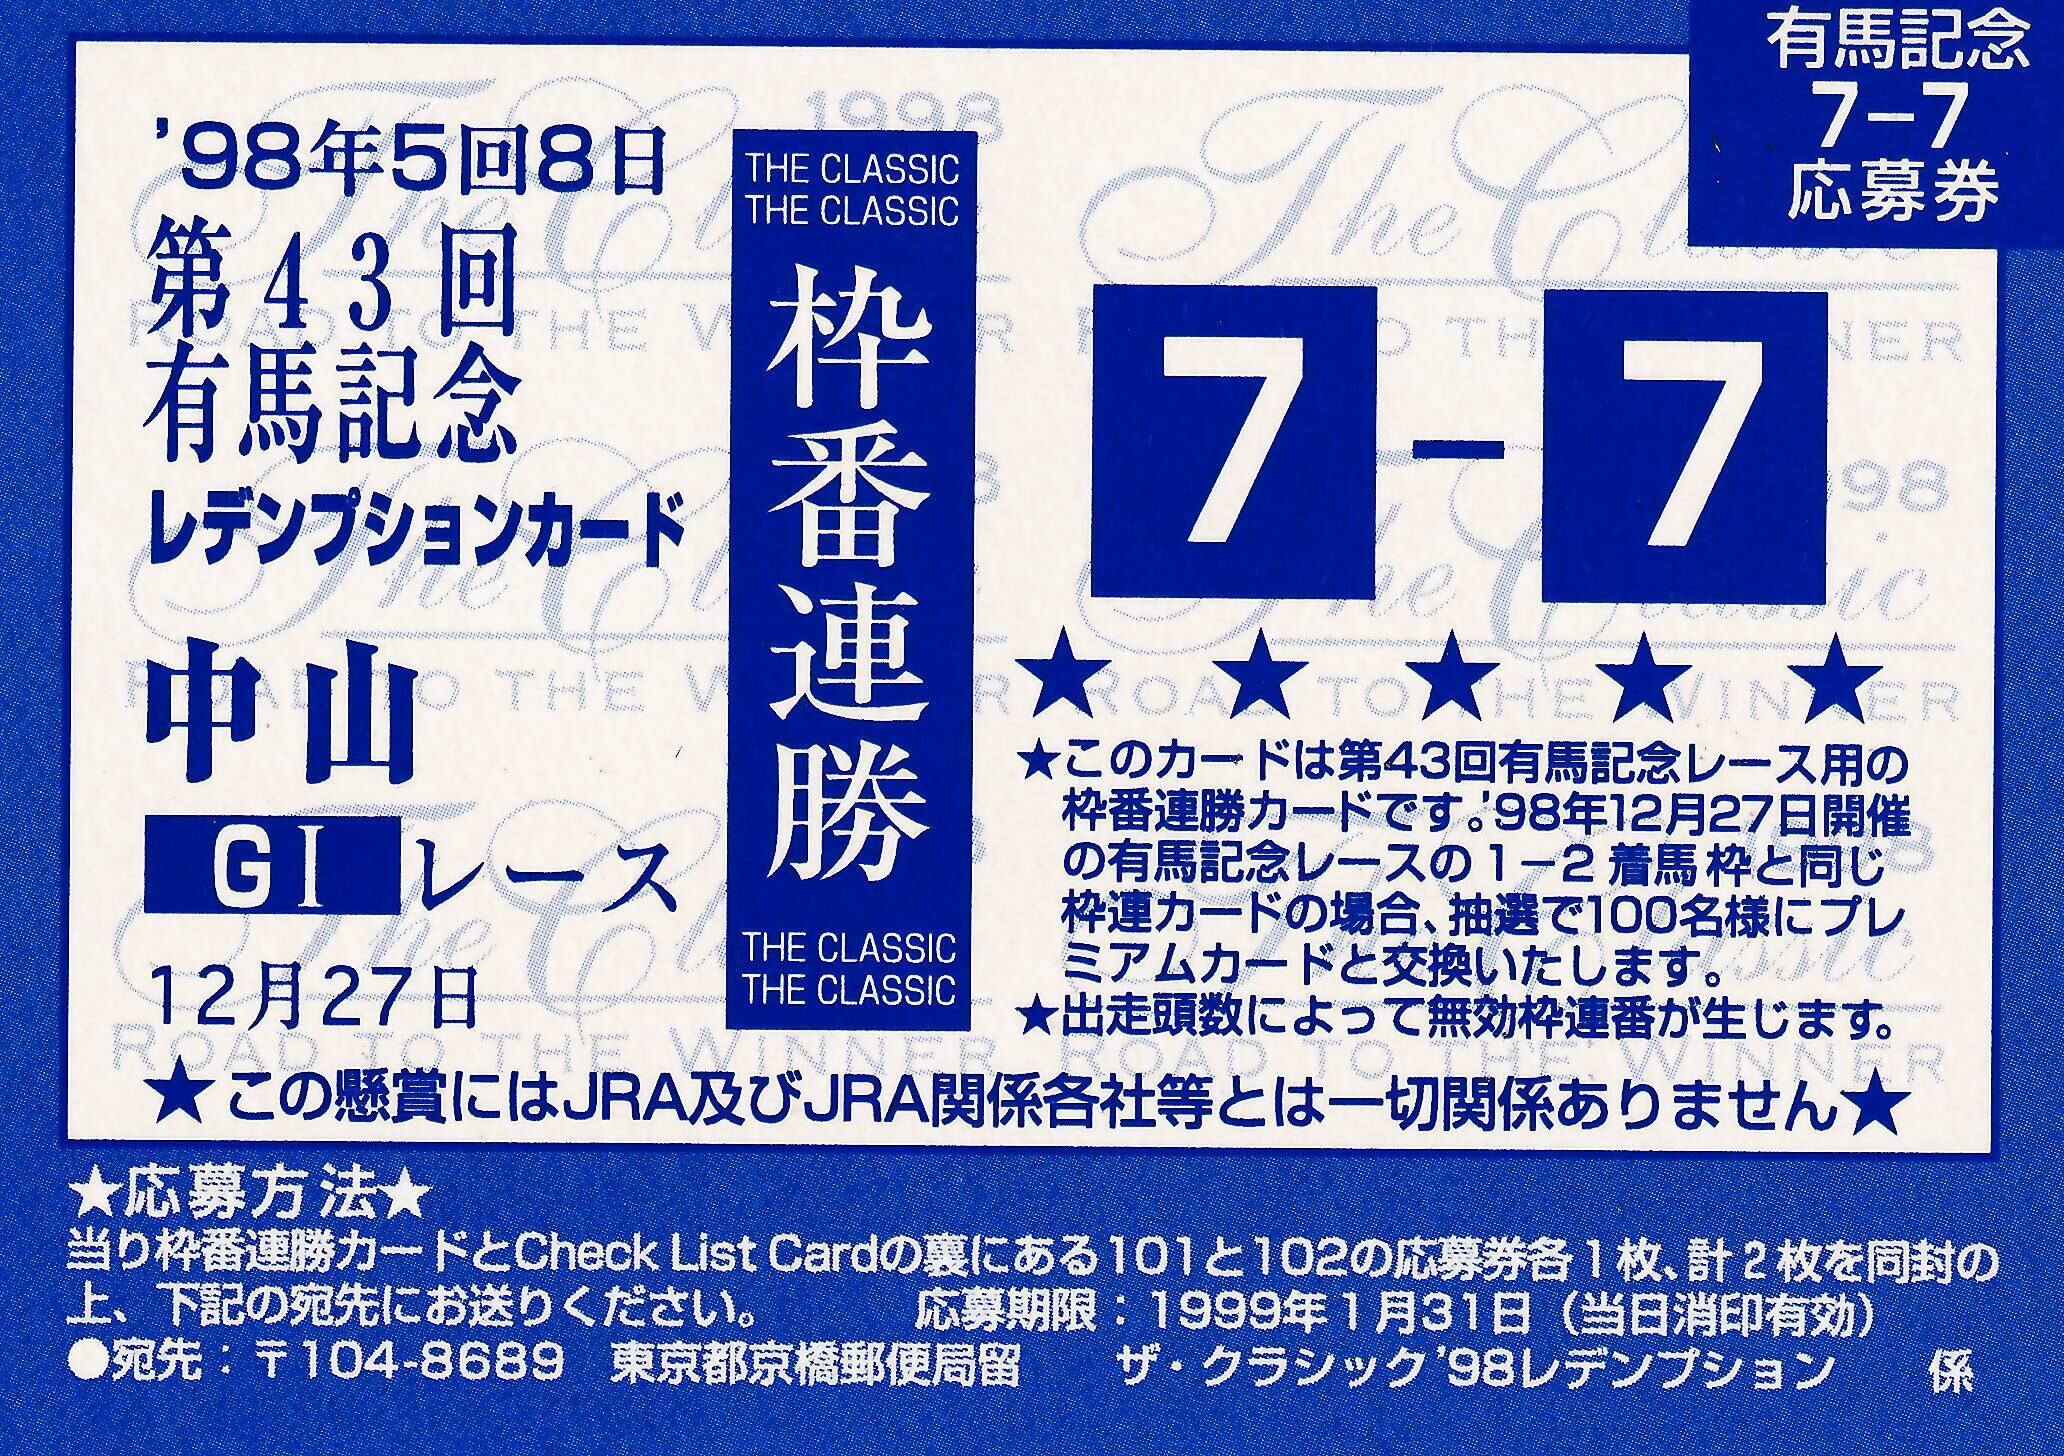 有馬記念
7-7
応募券
'98年5回8日
第43回
有馬記念
レデンプションカード
中山
GIレース
12月27日
THE CLASSIC
THE CLASSIC
枠番連勝
THE CLASSIC
THE CLASSIC
7-7
★★★★★
★このカードは第43回有馬記念レース用の
枠番連勝カードです。'98年12月27日開催
の有馬記念レースの1-2着馬枠と同じ
枠連カードの場合、抽選で100名様にプレ
ミアムカードと交換いたします。
★出走頭数によって無効枠連番が生じます。
★この懸賞にはJRA及びJRA関係各社等とは一切関係ありません★
★応募方法★
当り枠番連勝カードとCheck List Cardの裏にある101と102の応募券各1枚、計2枚を同封の
上、下記の宛先にお送りください。 応募期限：1999年1月31日（当日消印有効）
●宛先：〒104-8689 東京都京橋郵便局留 ザ・クラシック'98レデンプション 係
1998
The Classic
ROAD TO THE WINNER